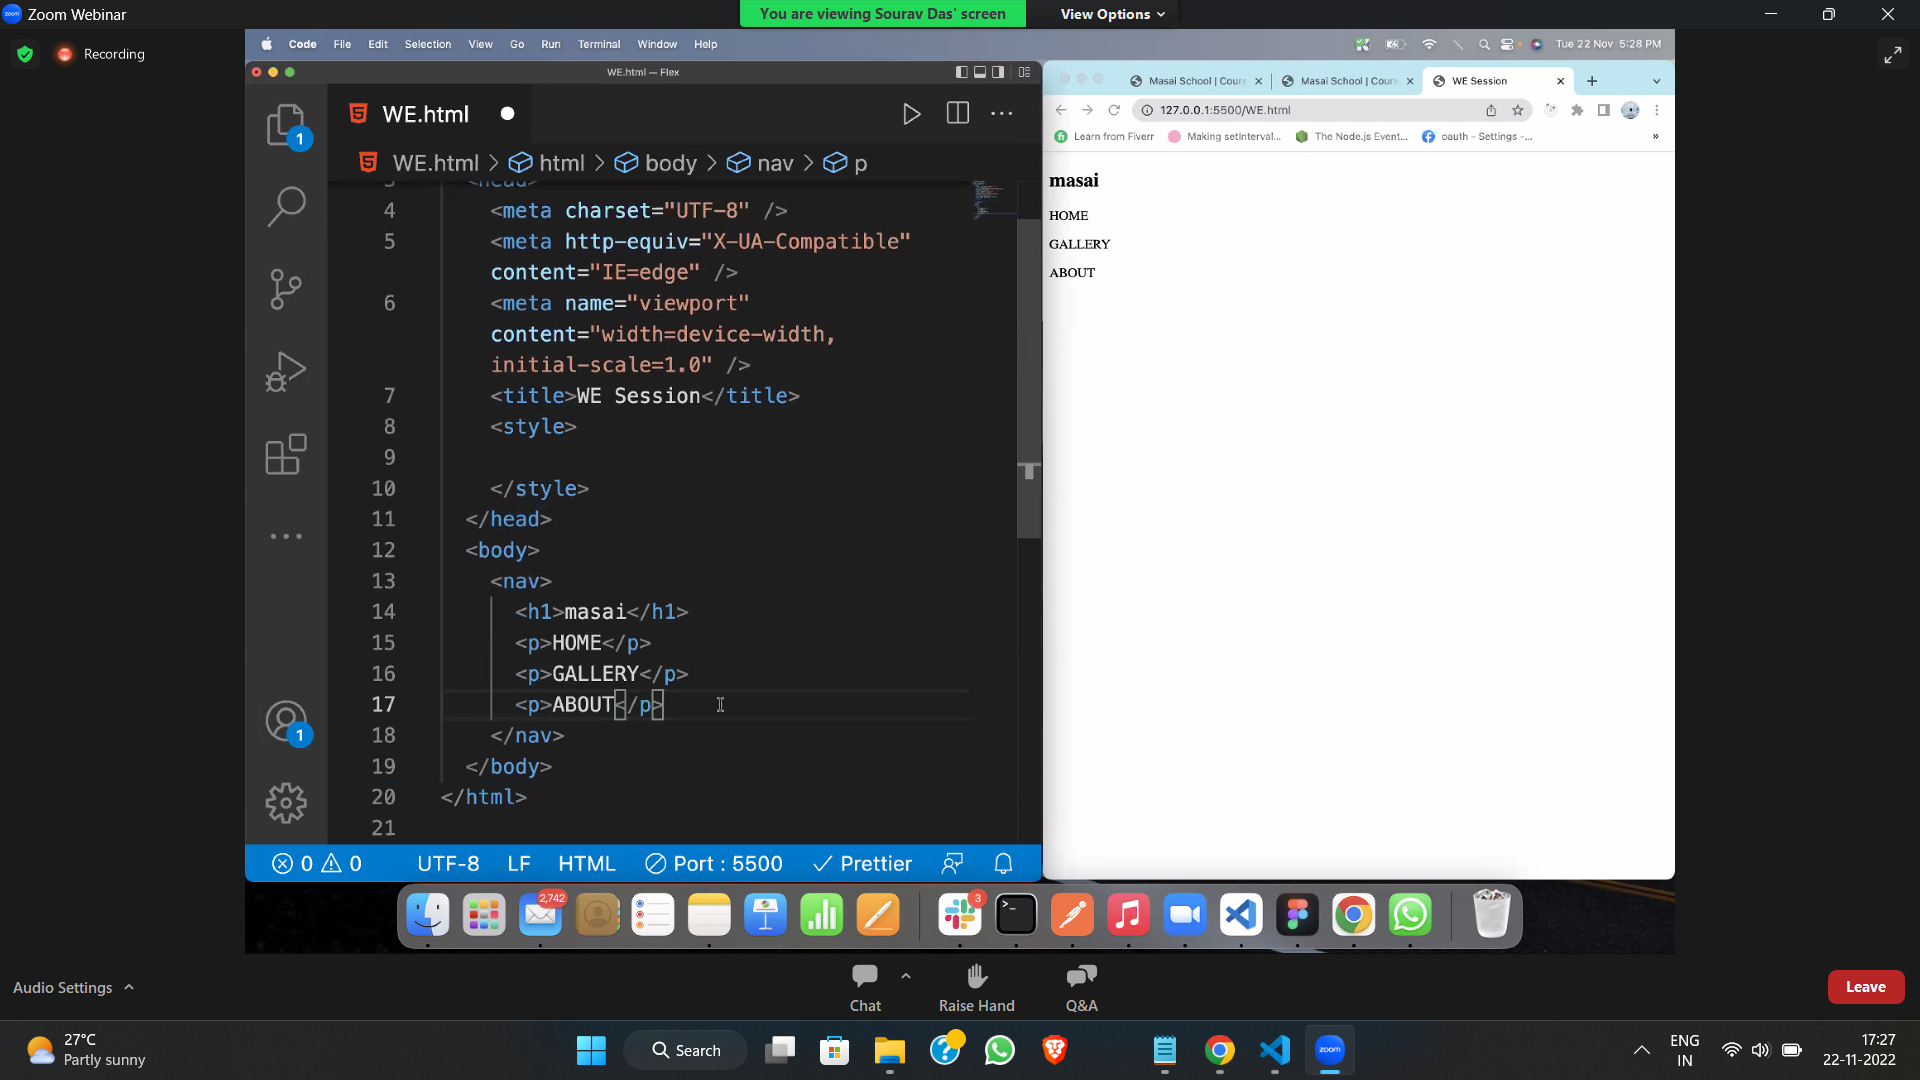 Zoom Webinar
You are viewing Sourav Das' screen
View Options
Recording
Code File Edit Selection View Go Run Terminal Window Help
Tue 22 Nov 5:28 PM
WE.html — Flex
WE.html
WE.html > html > body > nav > p
3 <head>
4 <meta charset="UTF-8" />
5 <meta http-equiv="X-UA-Compatible"
content="IE=edge" />
6 <meta name="viewport"
content="width=device-width,
initial-scale=1.0" />
7 <title>WE Session</title>
8 <style>
9
10 </style>
11 </head>
12 <body>
13 <nav>
14 <h1>masai</h1>
15 <p>HOME</p>
16 <p>GALLERY</p>
17 <p>ABOUT</p>
18 </nav>
19 </body>
20 </html>
21
0 0 UTF-8 LF HTML Port : 5500 Prettier
1
1
Masai School | Cours
Masai School | Cours
WE Session
127.0.0.1:5500/WE.html
Learn from Fiverr
Making setInterval...
The Node.js Event...
oauth - Settings -...
»
masai
HOME
GALLERY
ABOUT
2,742
3
Audio Settings
Chat
Raise Hand
Q&A
Leave
27°C
Partly sunny
Search
zoom
ENG
IN
17:27
22-11-2022